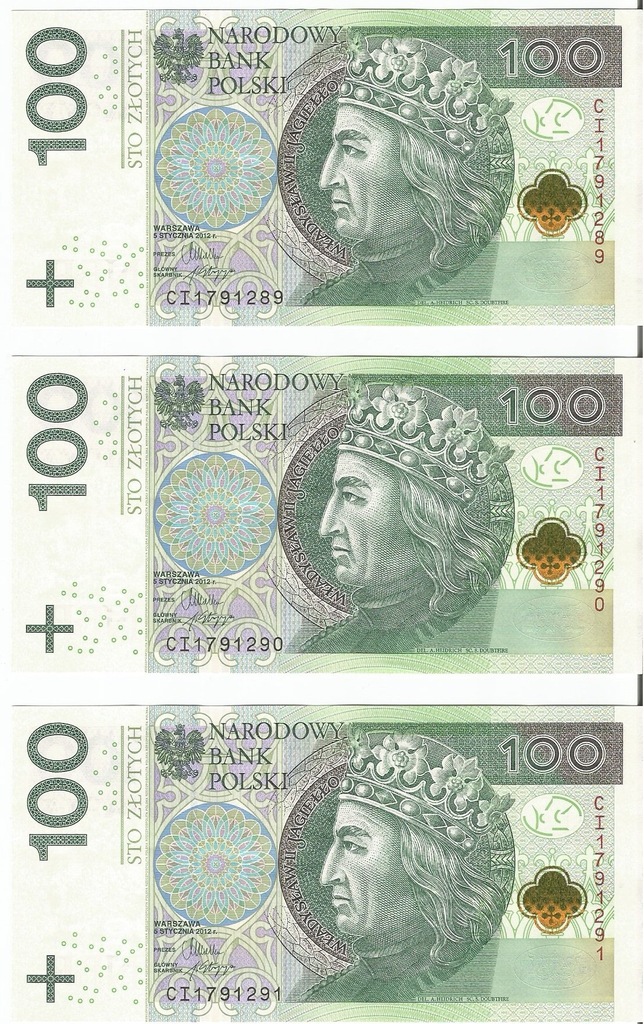 100
STO ZŁOTYCH
NARODOWY
BANK
POLSKI
100
WŁADYSŁAW II JAGIEŁŁO
WARSZAWA
5 STYCZNIA 2012 r.
PREZES
GŁÓWNY
SKARBNIK
CI1791289
CI1791289
DEL. A. HEIDRICH SC. S. DOUBTFIRE
100
STO ZŁOTYCH
NARODOWY
BANK
POLSKI
100
WŁADYSŁAW II JAGIEŁŁO
WARSZAWA
5 STYCZNIA 2012 r.
PREZES
GŁÓWNY
SKARBNIK
CI1791290
CI1791290
DEL. A. HEIDRICH SC. S. DOUBTFIRE
100
STO ZŁOTYCH
NARODOWY
BANK
POLSKI
100
WŁADYSŁAW II JAGIEŁŁO
WARSZAWA
5 STYCZNIA 2012 r.
PREZES
GŁÓWNY
SKARBNIK
CI1791291
CI1791291
DEL. A. HEIDRICH SC. S. DOUBTFIRE